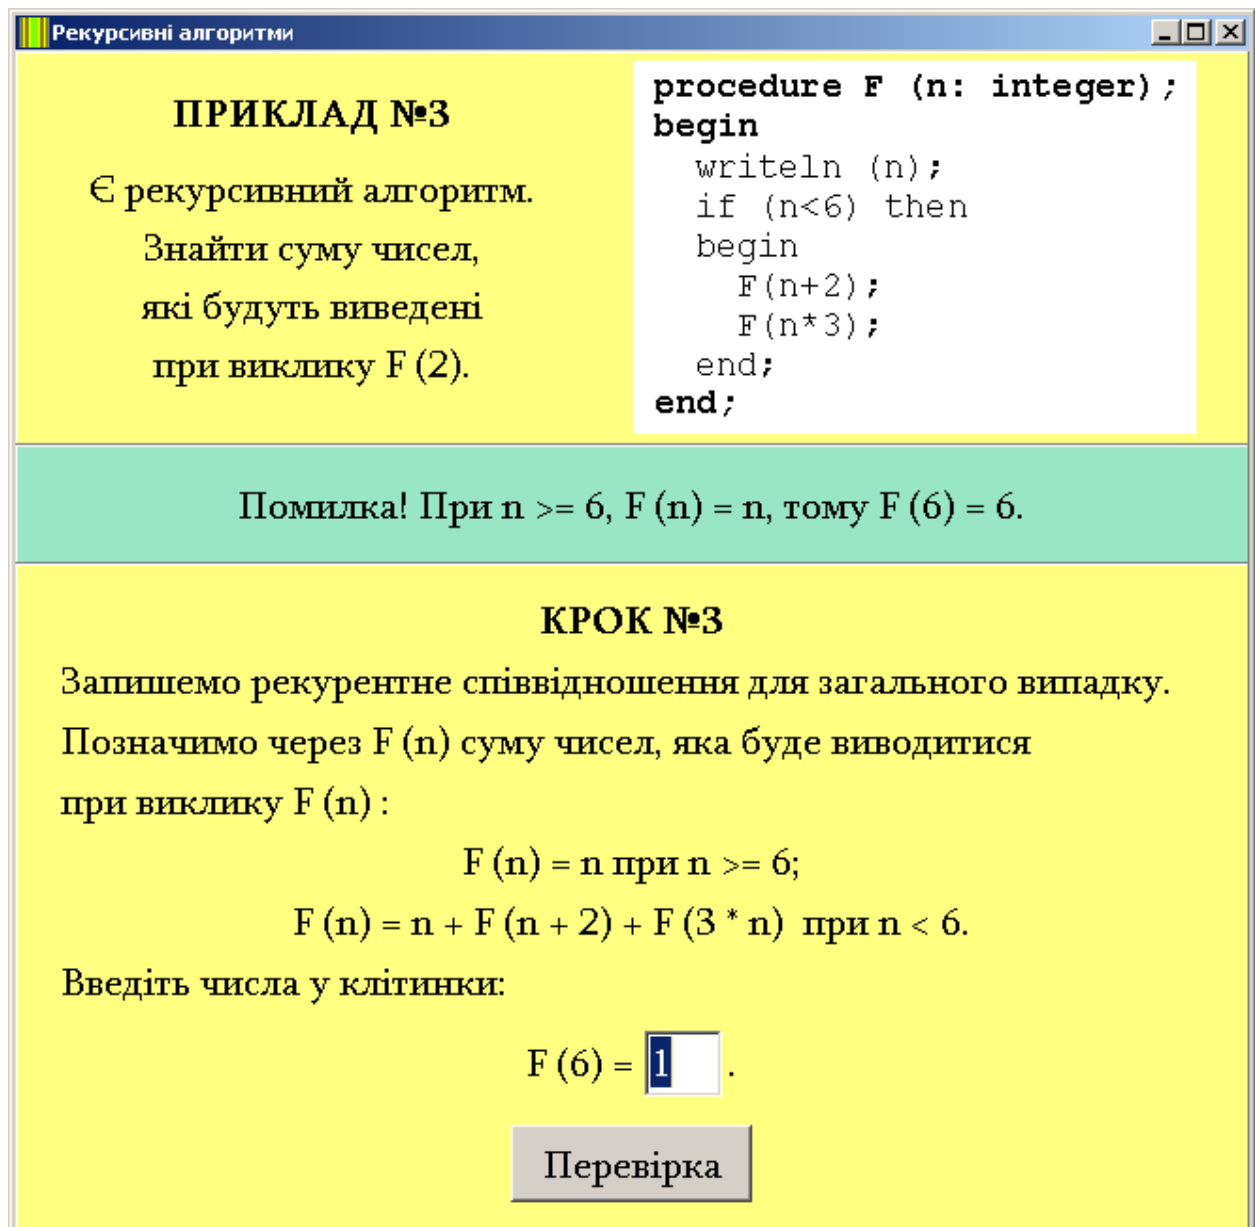 Рекурсивні алгоритми
ПРИКЛАД №3
Є рекурсивний алгоритм.
Знайти суму чисел,
які будуть виведені
при виклику F (2).
procedure F (n: integer);
begin
writeln (n);
if (n<6) then
begin
F(n+2);
F(n*3);
end;
end;
Помилка! При n >= 6, F (n) = n, тому F (6) = 6.
КРОК №3
Запишемо рекурентне співвідношення для загального випадку.
Позначимо через F (n) суму чисел, яка буде виводитися
при виклику F (n) :
F (n) = n при n >= 6;
F (n) = n + F (n + 2) + F (3 * n) при n < 6.
Введіть числа у клітинки:
F (6) = 1 .
Перевірка